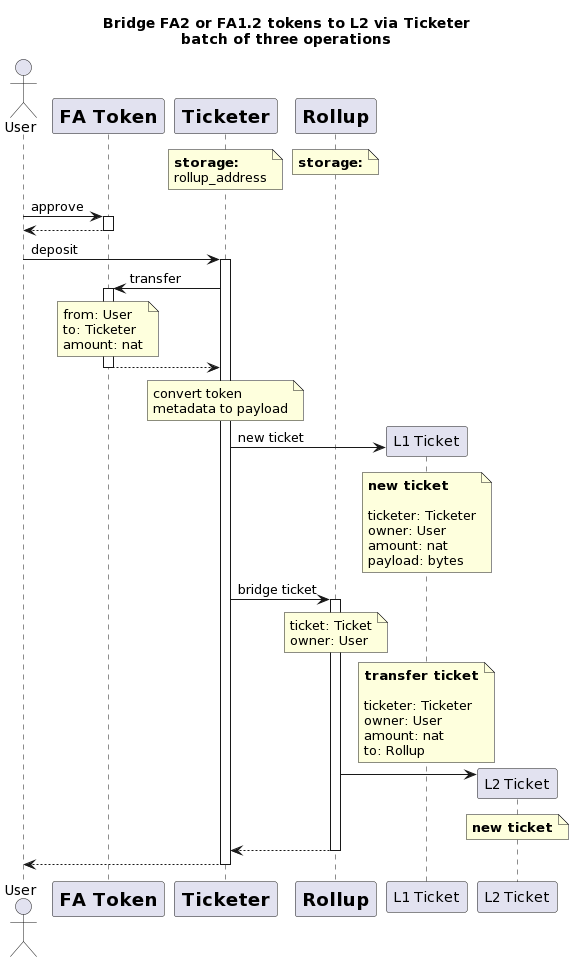 Bridge FA2 or FA1.2 tokens to L2 via Ticketer
batch of three operations
User
FA Token
Ticketer
Rollup
storage:
rollup_address
storage:
approve
deposit
transfer
from: User
to: Ticketer
amount: nat
convert token
metadata to payload
new ticket
L1 Ticket
new ticket
ticketer: Ticketer
owner: User
amount: nat
payload: bytes
bridge ticket
ticket: Ticket
owner: User
transfer ticket
ticketer: Ticketer
owner: User
amount: nat
to: Rollup
L2 Ticket
new ticket
User
FA Token
Ticketer
Rollup
L1 Ticket
L2 Ticket